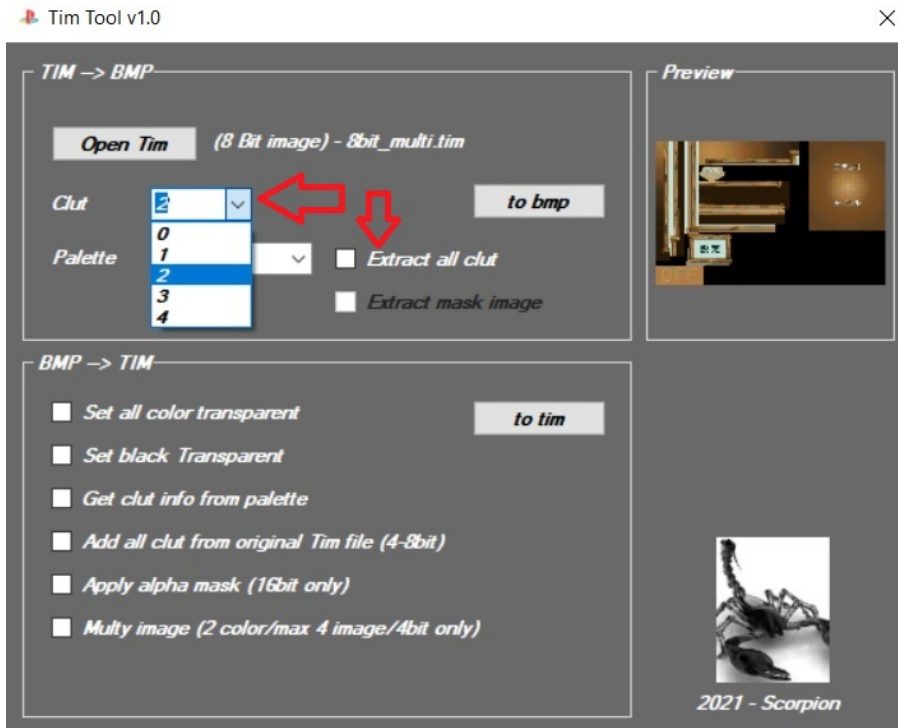 Tim Tool v1.0
TIM --> BMP
Preview
Open Tim
(8 Bit image) - 8bit_multi.tim
Clut
2
to bmp
0
1
2
3
4
Palette
Extract all clut
Extract mask image
OFF
BMP --> TIM
Set all color transparent
to tim
Set black Transparent
Get clut info from palette
Add all clut from original Tim file (4-8bit)
Apply alpha mask (16bit only)
Multy image (2 color/max 4 image/4bit only)
2021 - Scorpion